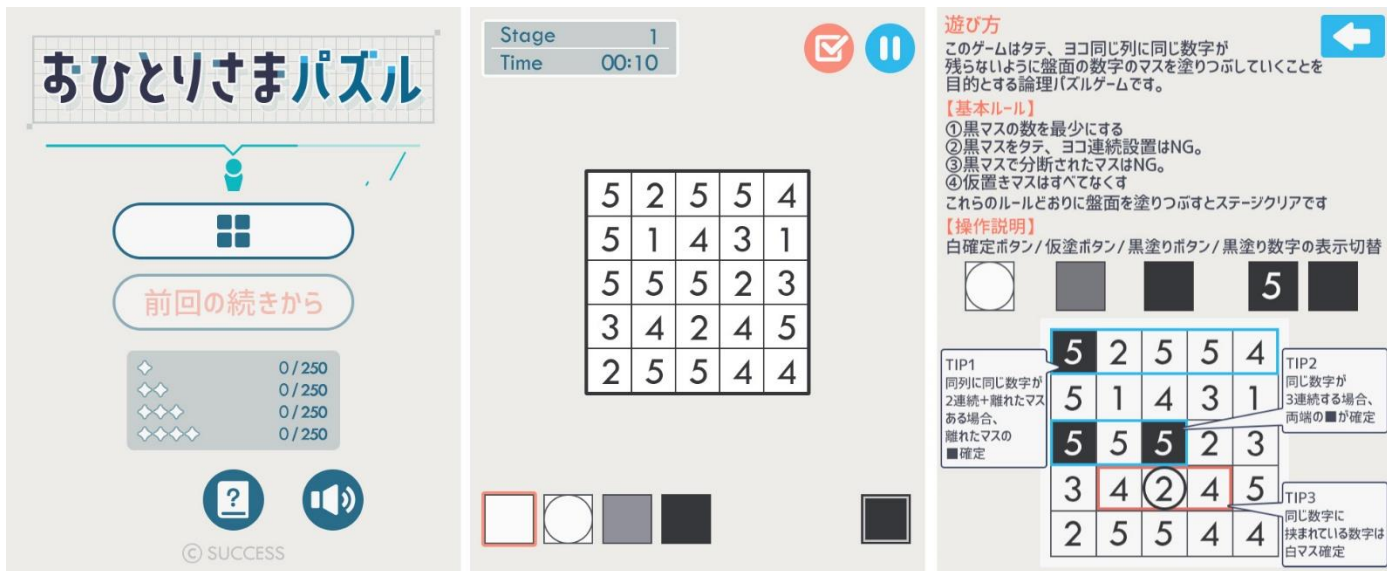 おひとりさまパズル
前回の続きから
0/250
0/250
0/250
0/250
?
© SUCCESS
Stage 1
Time 00:10
5 2 5 5 4
5 1 4 3 1
5 5 5 2 3
3 4 2 4 5
2 5 5 4 4
遊び方
このゲームはタテ、ヨコ同じ列に同じ数字が
残らないように盤面の数字のマスを塗りつぶしていくことを
目的とする論理パズルゲームです。
【基本ルール】
①黒マスの数を最少にする
②黒マスをタテ、ヨコ連続設置はNG。
③黒マスで分断されたマスはNG。
④仮置きマスはすべてなくす
これらのルールどおりに盤面を塗りつぶすとステージクリアです
【操作説明】
白確定ボタン/仮塗ボタン/黒塗りボタン/黒塗り数字の表示切替
5
TIP1
同列に同じ数字が
2連続+離れたマス
ある場合、
離れたマスの
■確定
5 2 5 5 4
5 1 4 3 1
5 5 5 2 3
3 4 2 4 5
2 5 5 4 4
TIP2
同じ数字が
3連続する場合、
両端の■が確定
TIP3
同じ数字に
挟まれている数字は
白マス確定